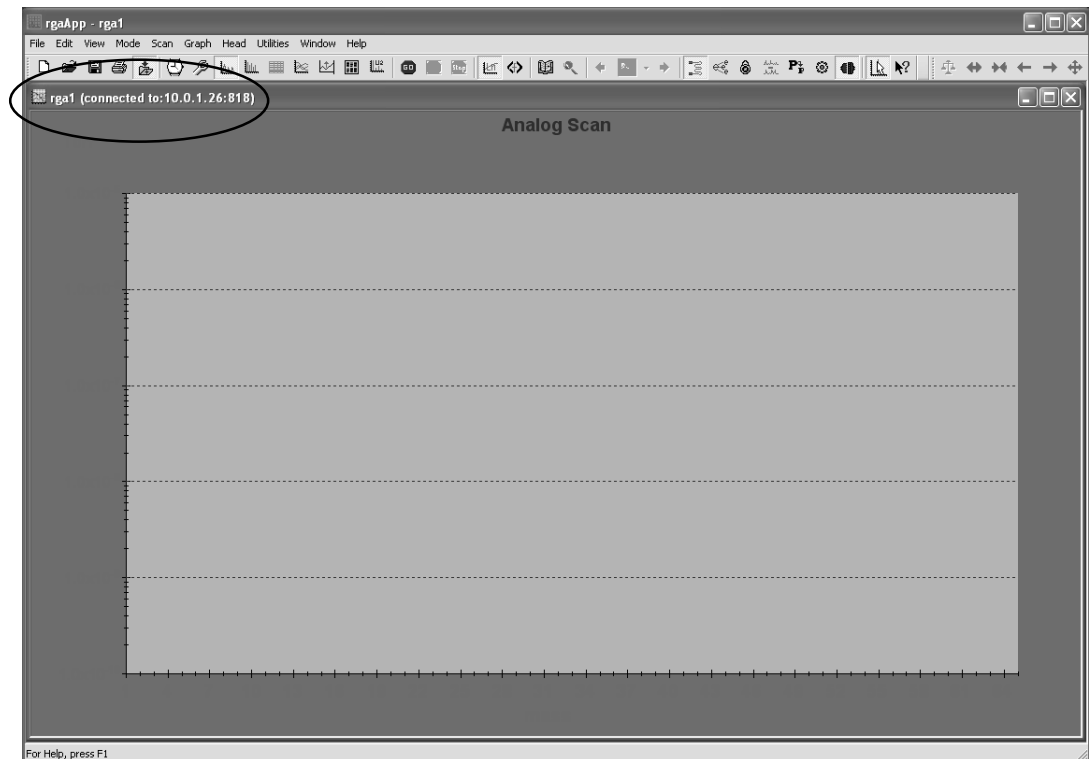 rgaApp - rga1
File Edit View Mode Scan Graph Head Utilities Window Help
GO
rga1 (connected to:10.0.1.26:818)
Analog Scan
For Help, press F1